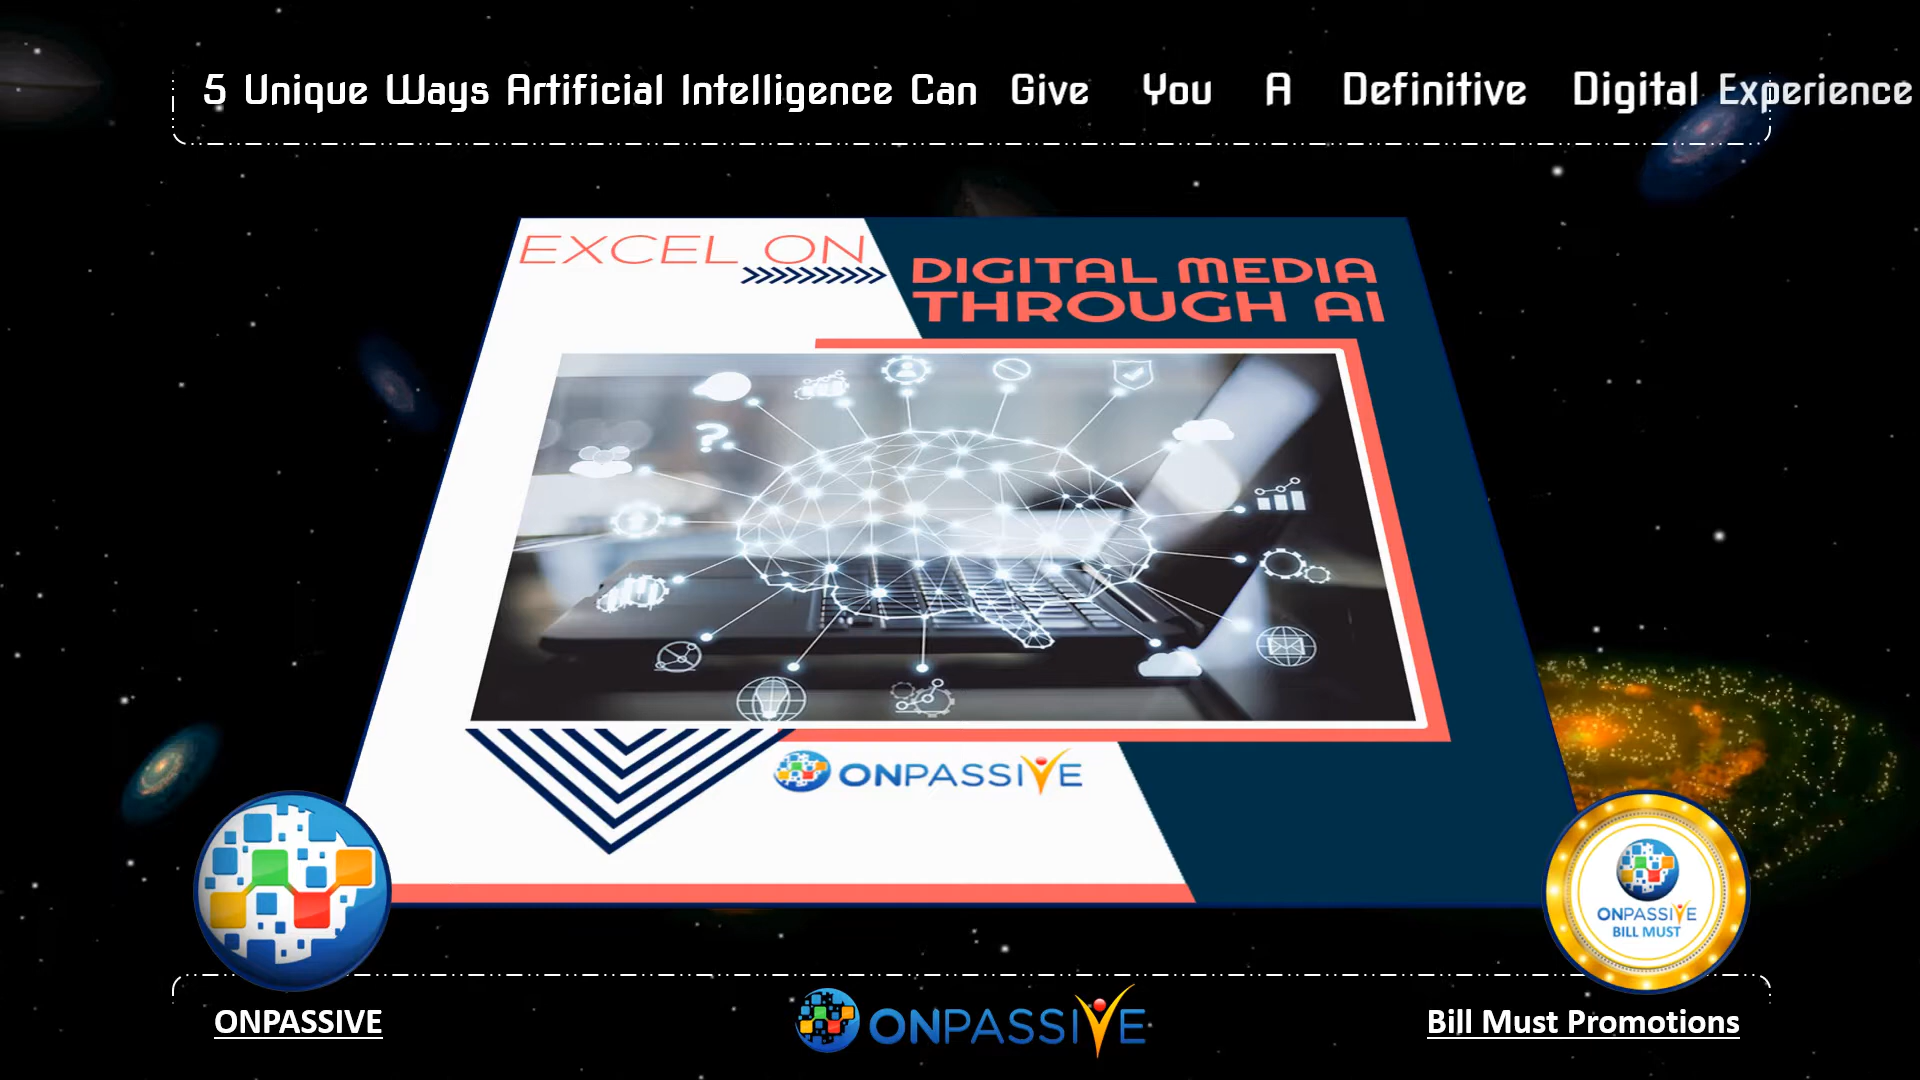 5 Unique Ways Artificial Intelligence Can Give You A Definitive Digital Experience
EXCEL ON
DIGITAL MEDIA
THROUGH AI
?
ONPASSIVE
ONPASSIVE
BILL MUST
ONPASSIVE
ONPASSIVE
Bill Must Promotions